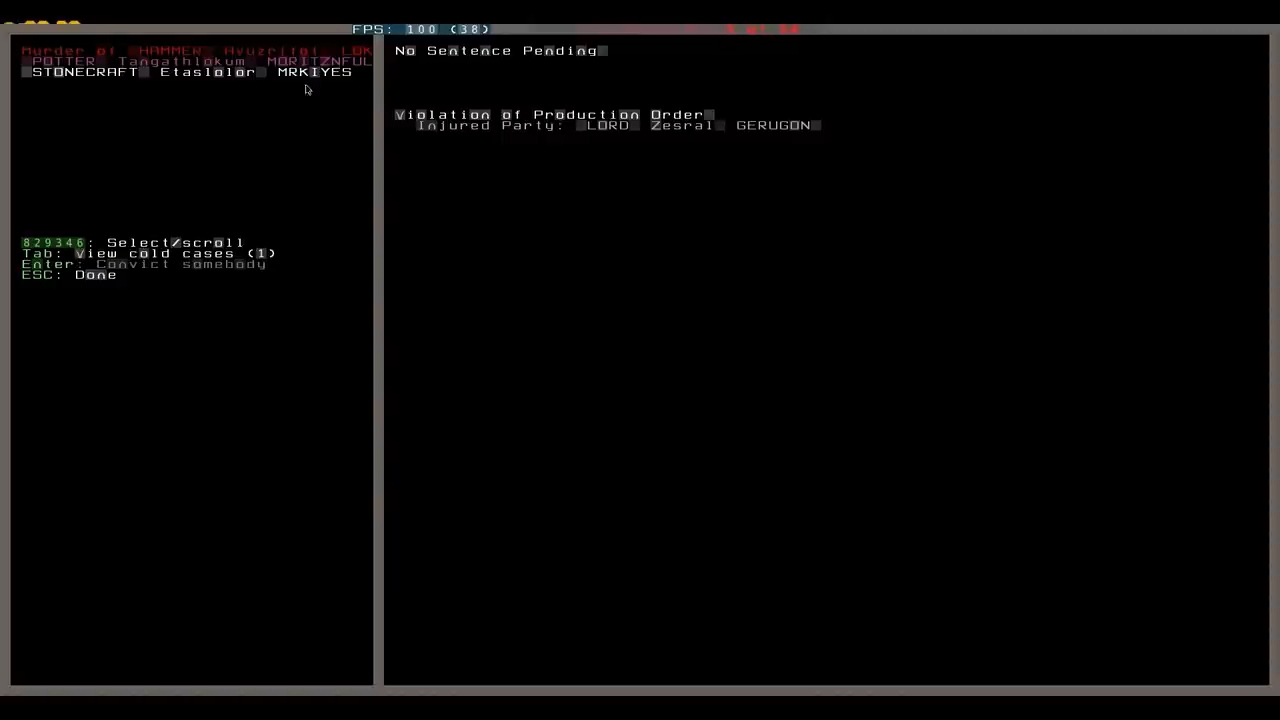 FPS: 100 (38)
Murder of HAMMER
POTTER Tangathlokum MORITZNFUL
STONECRAFT Etaslolor MRKIYES
829346: Select/scroll
Tab: View cold cases (1)
Enter: Convict somebody
ESC: Done
No Sentence Pending
Violation of Production Order
Injured Party: LORD Zesral GERUGON